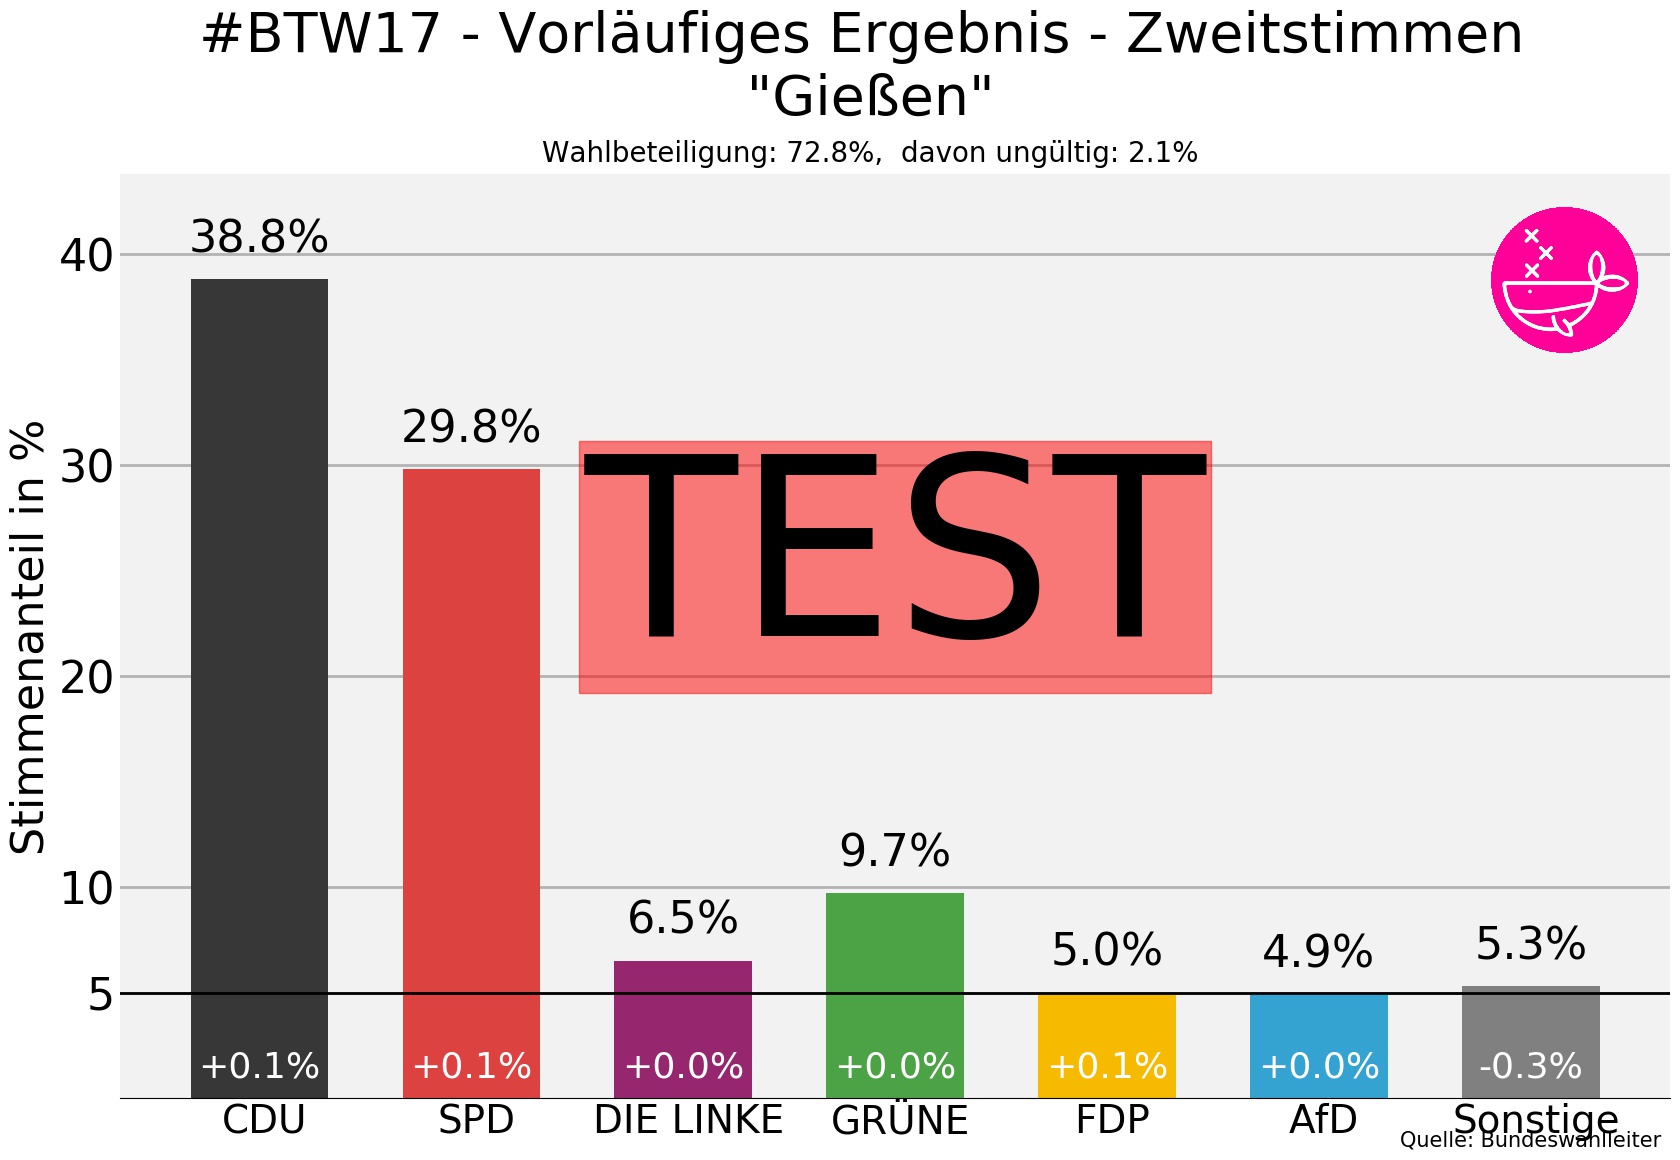 #BTW17 - Vorläufiges Ergebnis - Zweitstimmen
"Gießen"
Wahlbeteiligung: 72.8%,  davon ungültig: 2.1%
Stimmenanteil in %
40
30
20
10
5
38.8%
29.8%
6.5%
9.7%
5.0%
4.9%
5.3%
TEST
+0.1%
+0.1%
+0.0%
+0.0%
+0.1%
+0.0%
-0.3%
CDU
SPD
DIE LINKE
GRÜNE
FDP
AfD
Sonstige
Quelle: Bundeswahlleiter